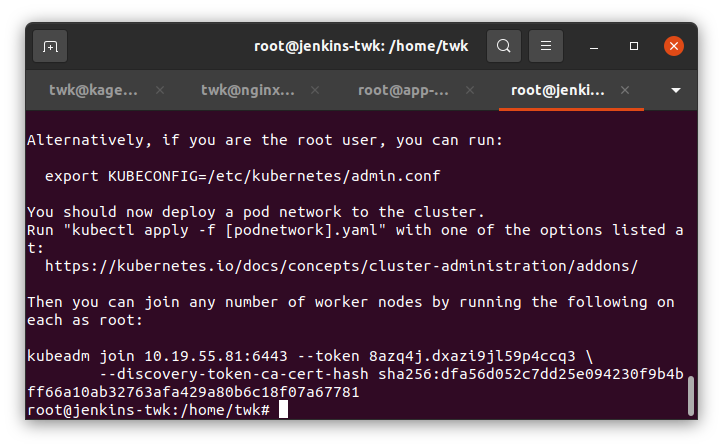 root@jenkins-twk: /home/twk
twk@kage...
twk@nginx...
root@app-...
root@jenki...
Alternatively, if you are the root user, you can run:
export KUBECONFIG=/etc/kubernetes/admin.conf
You should now deploy a pod network to the cluster.
Run "kubectl apply -f [podnetwork].yaml" with one of the options listed a
t:
https://kubernetes.io/docs/concepts/cluster-administration/addons/
Then you can join any number of worker nodes by running the following on
each as root:
kubeadm join 10.19.55.81:6443 --token 8azq4j.dxazi9jl59p4ccq3 \
--discovery-token-ca-cert-hash sha256:dfa56d052c7dd25e094230f9b4b
ff66a10ab32763afa429a80b6c18f07a67781
root@jenkins-twk:/home/twk#